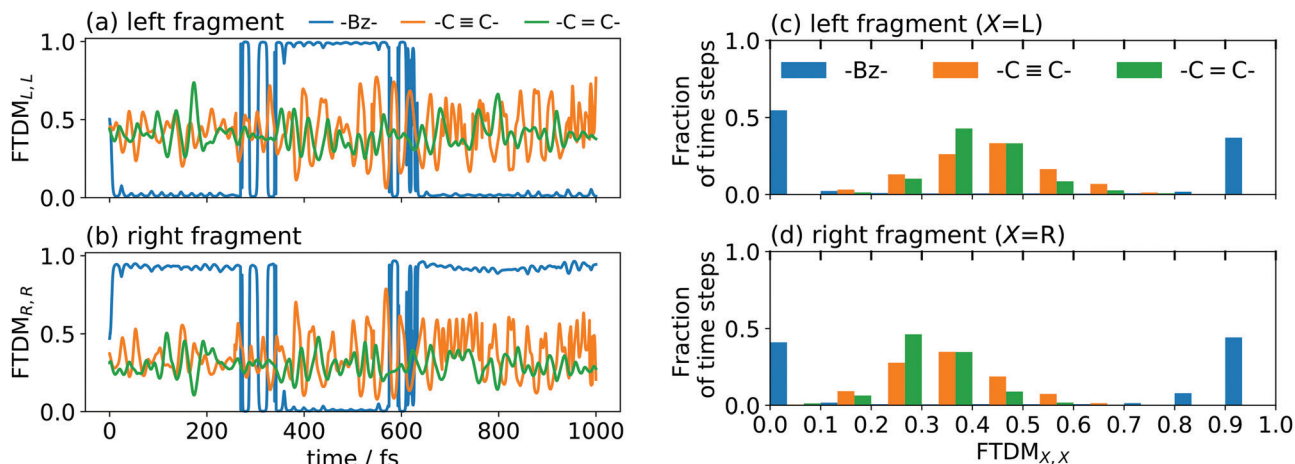 (a) left fragment
-Bz-
-C ≡ C-
-C = C-
FTDM_{L, L}
1.0
0.5
0.0
(b) right fragment
FTDM_{R, R}
1.0
0.5
0.0
0 200 400 600 800 1000
time / fs
(c) left fragment (X=L)
-Bz-
-C ≡ C-
-C = C-
Fraction
of time steps
1.0
0.5
0.0
(d) right fragment (X=R)
Fraction
of time steps
1.0
0.5
0.0
0.0 0.1 0.2 0.3 0.4 0.5 0.6 0.7 0.8 0.9 1.0
FTDM_{X, X}